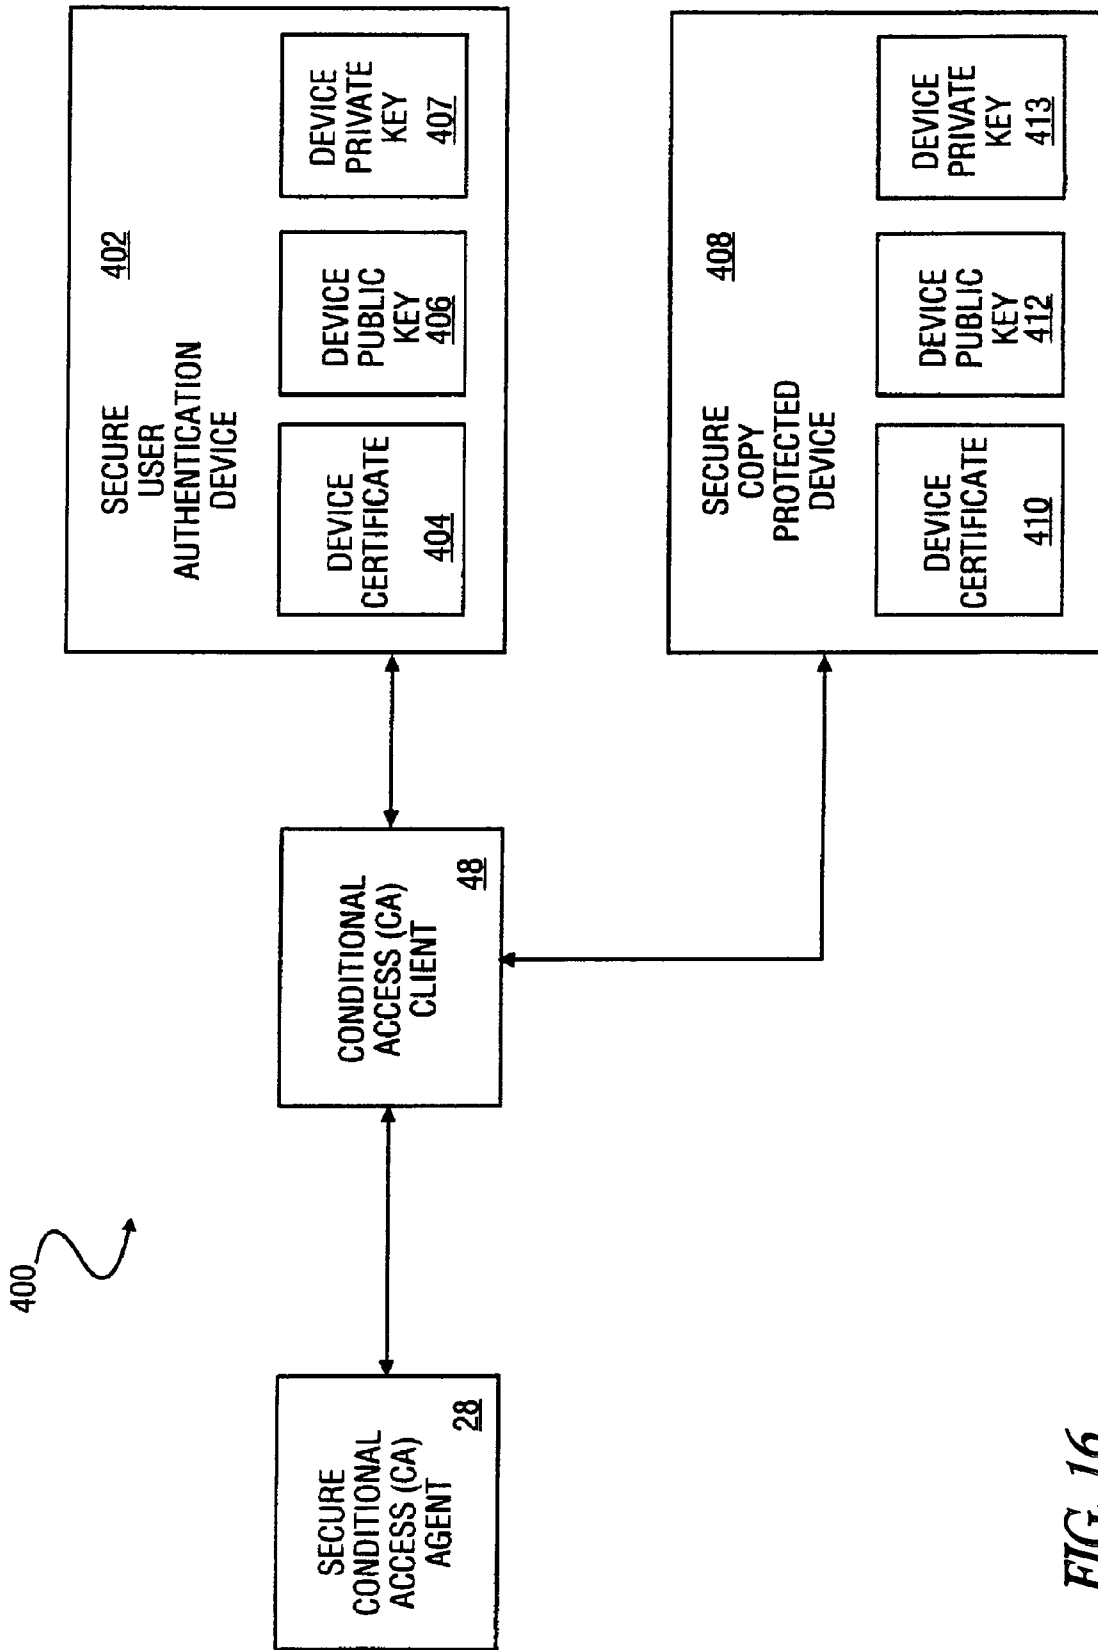 400
SECURE
CONDITIONAL
ACCESS (CA)
AGENT
28
CONDITIONAL
ACCESS (CA)
CLIENT
48
SECURE
USER
AUTHENTICATION
DEVICE
402
DEVICE
CERTIFICATE
404
DEVICE
PUBLIC
KEY
406
DEVICE
PRIVATE
KEY
407
SECURE
COPY
PROTECTED
DEVICE
408
DEVICE
CERTIFICATE
410
DEVICE
PUBLIC
KEY
412
DEVICE
PRIVATE
KEY
413
FIG. 16